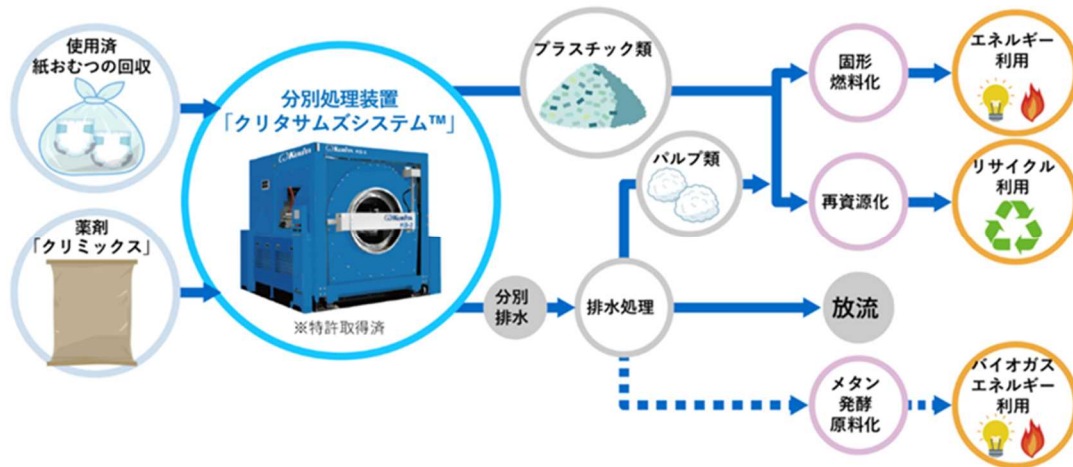 使用済
紙おむつの回収
薬剤
「クリミックス」
分別処理装置
「クリタサムズシステム™」
※特許取得済
プラスチック類
パルプ類
分別
排水
排水処理
固形
燃料化
再資源化
放流
メタン
発酵
原料化
エネルギー
利用
リサイクル
利用
バイオガス
エネルギー
利用